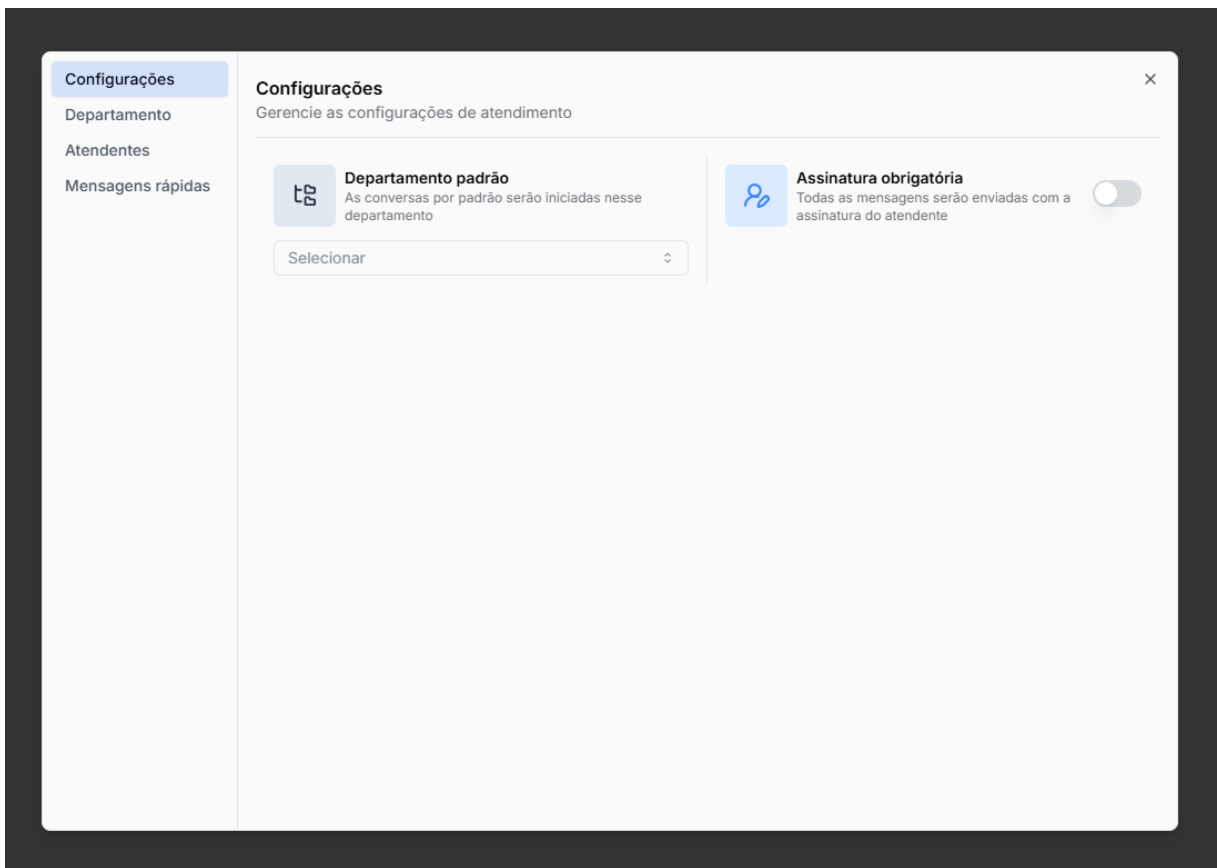 Configurações
Departamento
Atendentes
Mensagens rápidas
Configurações
Gerencie as configurações de atendimento
Departamento padrão
As conversas por padrão serão iniciadas nesse
departamento
Selecionar
Assinatura obrigatória
Todas as mensagens serão enviadas com a
assinatura do atendente